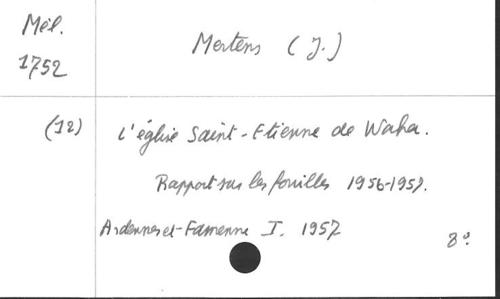 Mél.
1752
Mertens (J.)
(12)
L'église Saint-Etienne de Waha.
Rapport sur les fouilles 1956-1957.
Ardennes et-Famenne I. 1957
8º